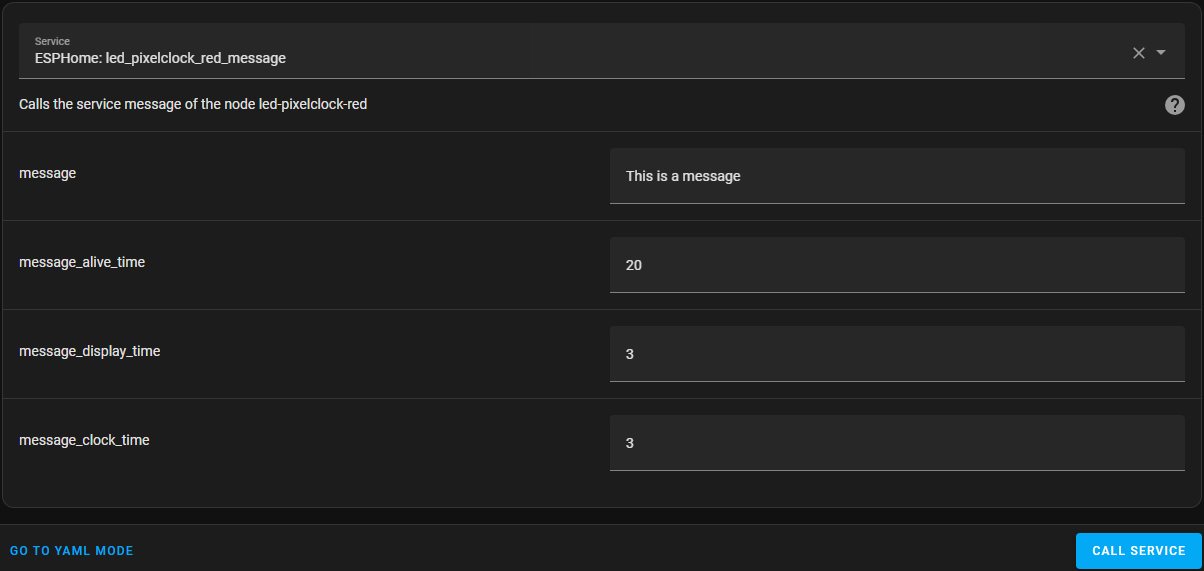 Service
ESPHome: led_pixelclock_red_message
Calls the service message of the node led-pixelclock-red
?
message
This is a message
message_alive_time
20
message_display_time
3
message_clock_time
3
GO TO YAML MODE
CALL SERVICE